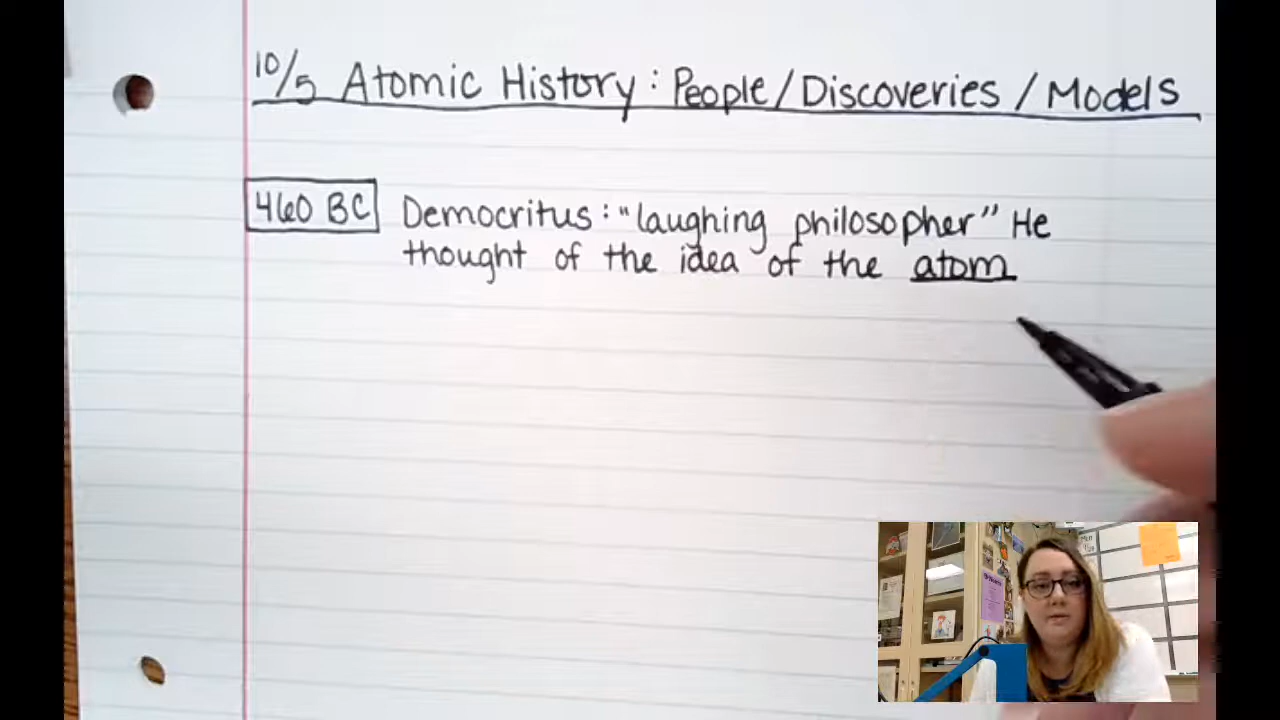 10/5 Atomic History: People/Discoveries/Models
460 BC Democritus: "laughing philosopher" He
thought of the idea of the atom